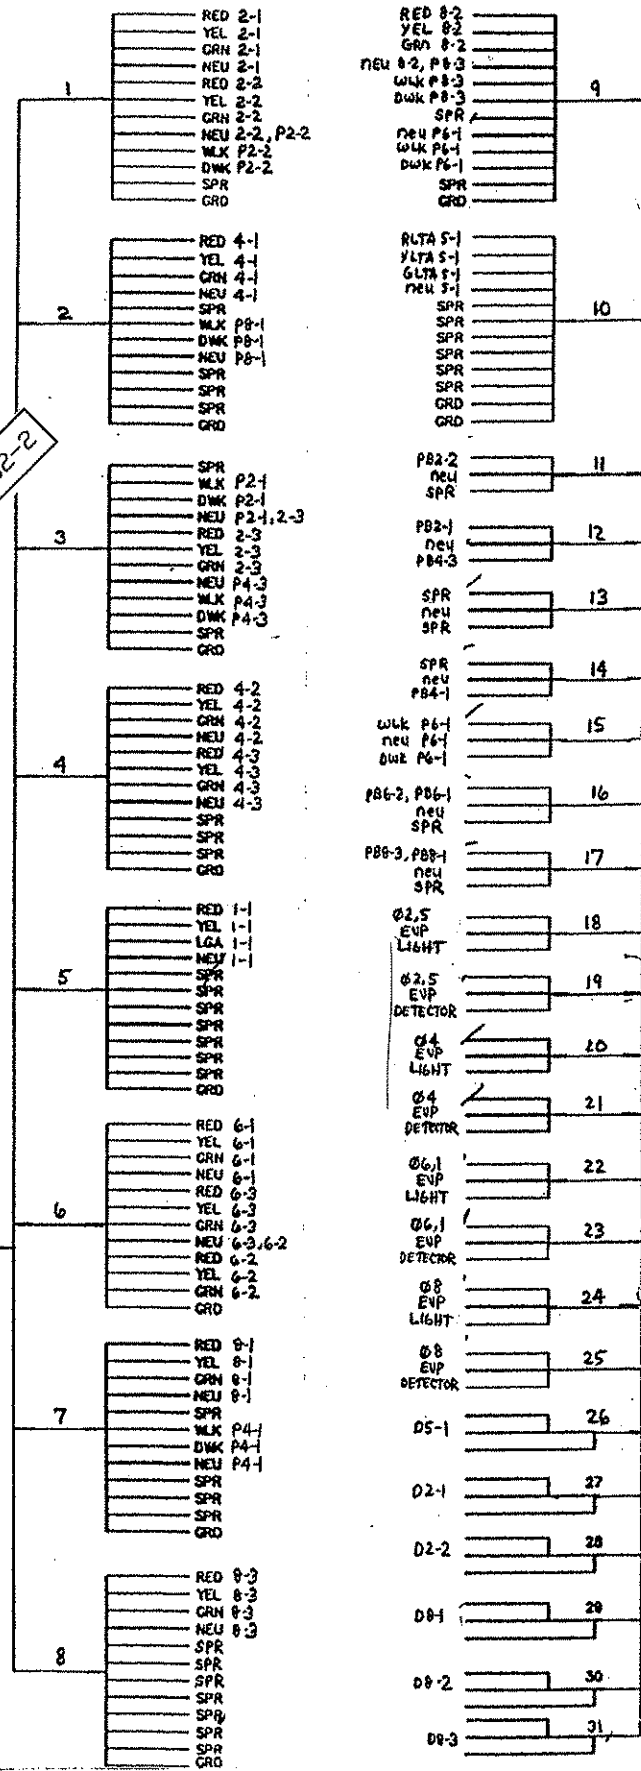 1
RED 2-1
YEL 2-1
GRN 2-1
NEU 2-1
RED 2-2
YEL 2-2
GRN 2-2
NEU 2-2, P2-2
WLK P2-2
DWK P2-2
SPR
GRD
2
RED 4-1
YEL 4-1
GRN 4-1
NEU 4-1
SPR
WLK P8-1
DWK P8-1
NEU P8-1
SPR
SPR
SPR
GRD
2-2
3
SPR
WLK P2-1
DWK P2-1
NEU P2-1, 2-3
RED 2-3
YEL 2-3
GRN 2-3
NEU P4-3
WLK P4-3
DWK P4-3
SPR
GRD
4
RED 4-2
YEL 4-2
GRN 4-2
NEU 4-2
RED 4-3
YEL 4-3
GRN 4-3
NEU 4-3
SPR
SPR
SPR
GRD
5
RED 1-1
YEL 1-1
LGA 1-1
NEU 1-1
SPR
SPR
SPR
SPR
SPR
SPR
SPR
GRD
6
RED 6-1
YEL 6-1
GRN 6-1
NEU 6-1
RED 6-3
YEL 6-3
GRN 6-3
NEU 6-3, 6-2
RED 6-2
YEL 6-2
GRN 6-2
GRD
7
RED 8-1
YEL 8-1
GRN 8-1
NEU 8-1
SPR
WLK P4-1
DWK P4-1
NEU P4-1
SPR
SPR
SPR
GRD
8
RED 8-3
YEL 8-3
GRN 8-3
NEU 8-3
SPR
SPR
SPR
SPR
SPR
SPR
SPR
GRD
RED 8-2
YEL 8-2
GRN 8-2
neu 8-2, P8-3
WLK P8-3
DWK P8-3
SPR
neu P6-1
WLK P6-1
DWK P6-1
SPR
GRD
9
RLTA 5-1
YLTA 5-1
GLTA 5-1
neu 5-1
SPR
SPR
SPR
SPR
SPR
SPR
GRD
GRD
10
PB2-2
neu
SPR
11
PB2-1
neu
PB4-3
12
SPR
neu
SPR
13
SPR
neu
PB4-1
14
WLK P6-1
neu P6-1
DWK P6-1
15
PB6-2, PB6-1
neu
SPR
16
PB8-3, PB8-1
neu
SPR
17
Ø2,5
EVP
LIGHT
18
Ø2,5
EVP
DETECTOR
19
Ø4
EVP
LIGHT
20
Ø4
EVP
DETECTOR
21
Ø6,1
EVP
LIGHT
22
Ø6,1
EVP
DETECTOR
23
Ø8
EVP
LIGHT
24
Ø8
EVP
DETECTOR
25
D5-1
26
D2-1
27
D2-2
28
D8-1
29
D8-2
30
D8-3
31